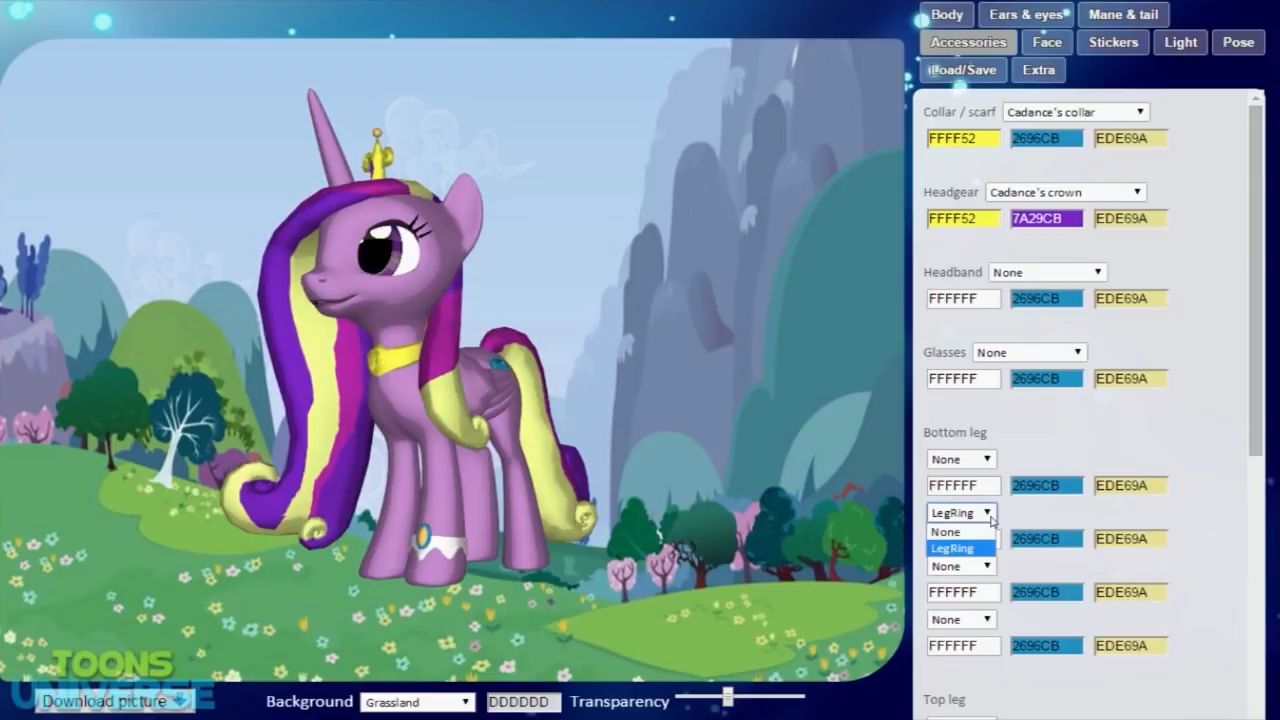 Body Ears & eyes Mane & tail
Accessories Face Stickers Light Pose
Load/Save Extra
Collar / scarf Cadance's collar
FFFF52 2696CB EDE69A
Headgear Cadance's crown
FFFF52 7A29CB EDE69A
Headband None
FFFFFF 2696CB EDE69A
Glasses None
FFFFFF 2696CB EDE69A
Bottom leg
None
FFFFFF 2696CB EDE69A
LegRing
None
LegRing
2696CB EDE69A
None
FFFFFF 2696CB EDE69A
None
FFFFFF 2696CB EDE69A
Top leg
TOONS
UNIVERSE
Download picture Background Grassland DDDDDD Transparency